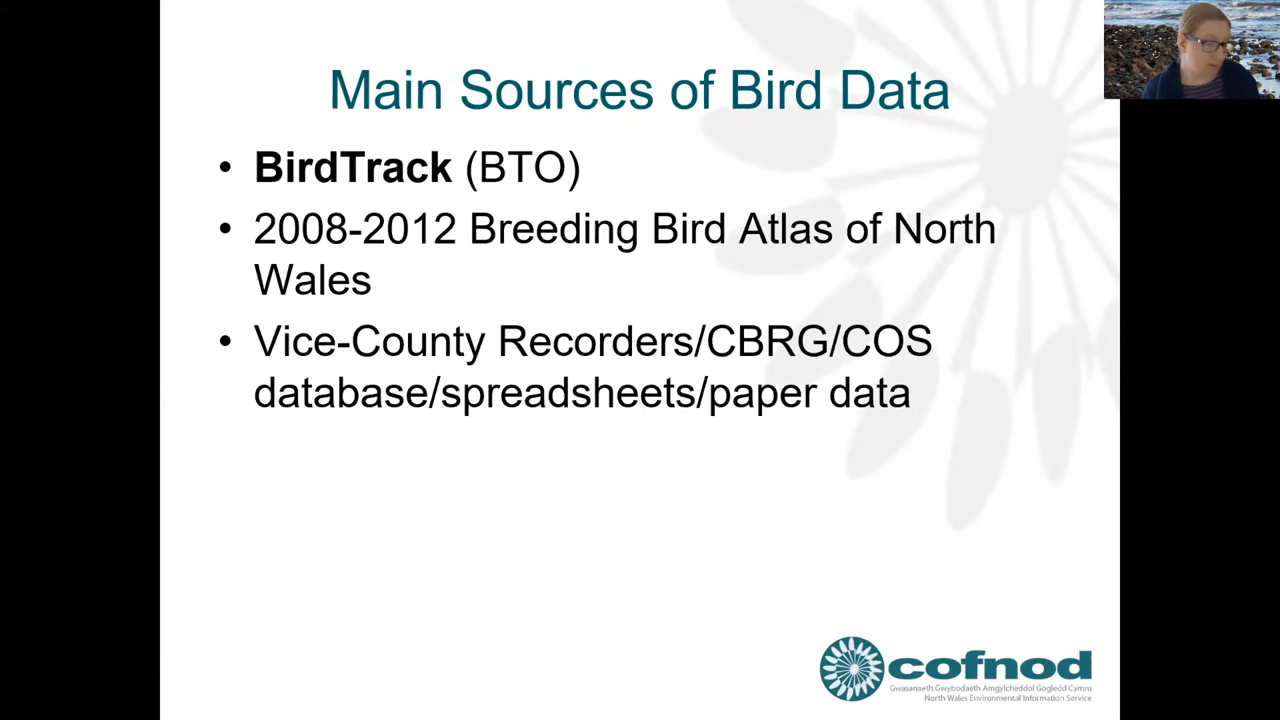 Main Sources of Bird Data
• BirdTrack (BTO)
• 2008-2012 Breeding Bird Atlas of North
Wales
• Vice-County Recorders/CBRG/COS
database/spreadsheets/paper data
cofnod
Gwasanaeth Gwybodaeth Amgylcheddol Gogledd Cymru
North Wales Environmental Information Service